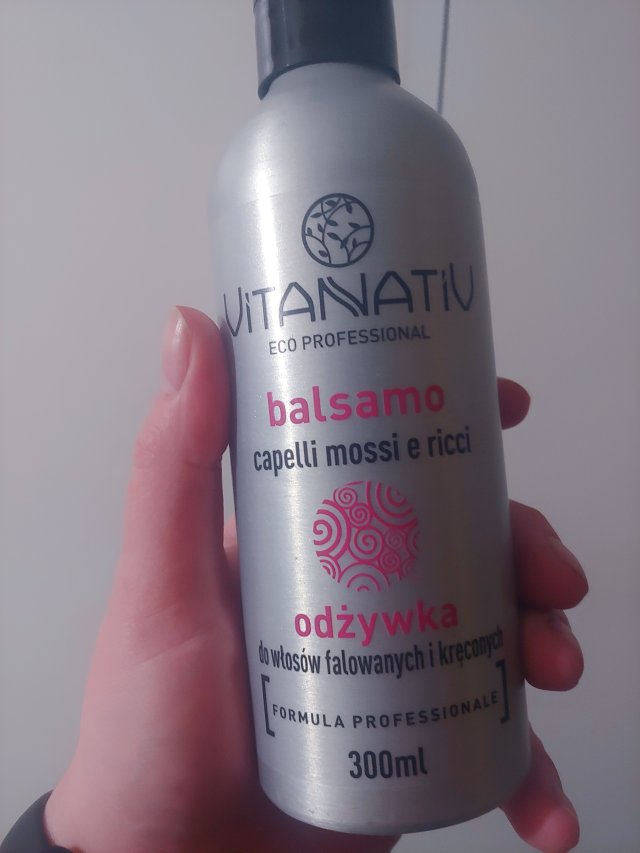 VITANATIV
ECO PROFESSIONAL
balsamo
capelli mossi e ricci
odżywka
do włosów falowanych i kręconych
[FORMULA PROFESSIONALE]
300ml